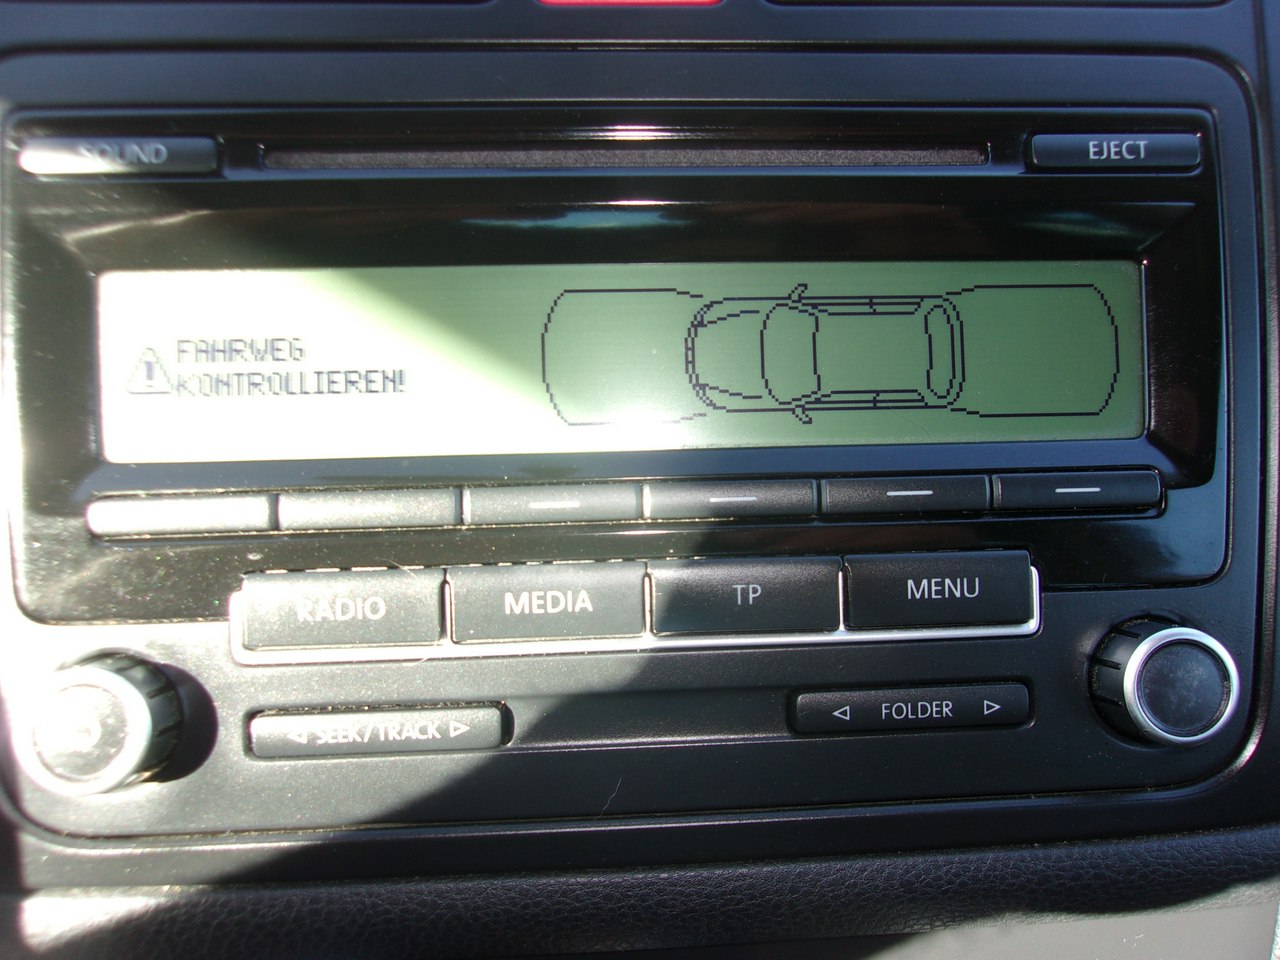 SOUND
EJECT
FAHRWEG
KONTROLLIEREN!
RADIO
MEDIA
TP
MENU
SEEK/TRACK
FOLDER